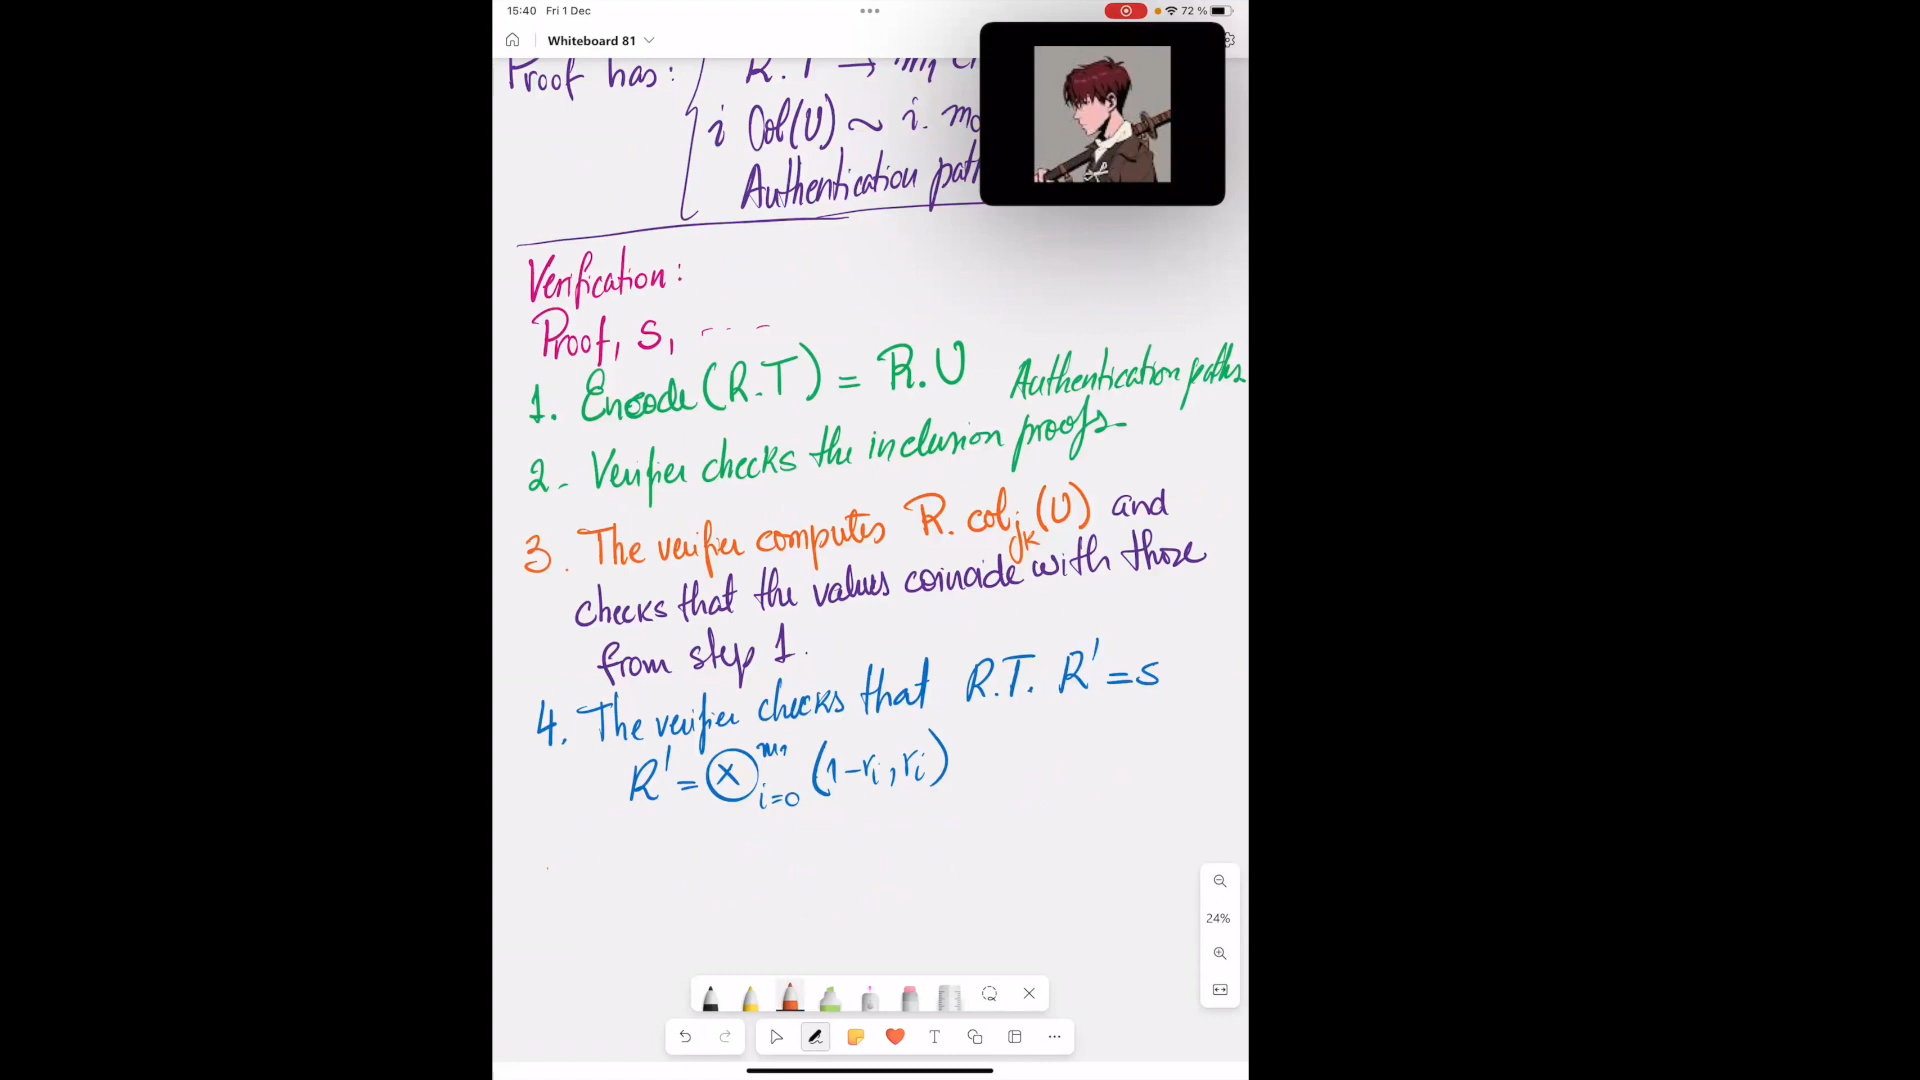 15:40 Fri 1 Dec
72 %
Whiteboard 81
Proof has:
R.T →
i Col(U) ~ i.
Authentication path
Verification:
Proof, s, ----
1. Encode (R.T) = R.U Authentication paths.
2- Verifier checks the inclusion proofs-
3. The verifier computes R. col_jk (U) and
checks that the values coincide with those
from step 1.
4. The verifier checks that R.T. R' = s
R' = ⊗ i=0 (1-ri, ri)
24%
T